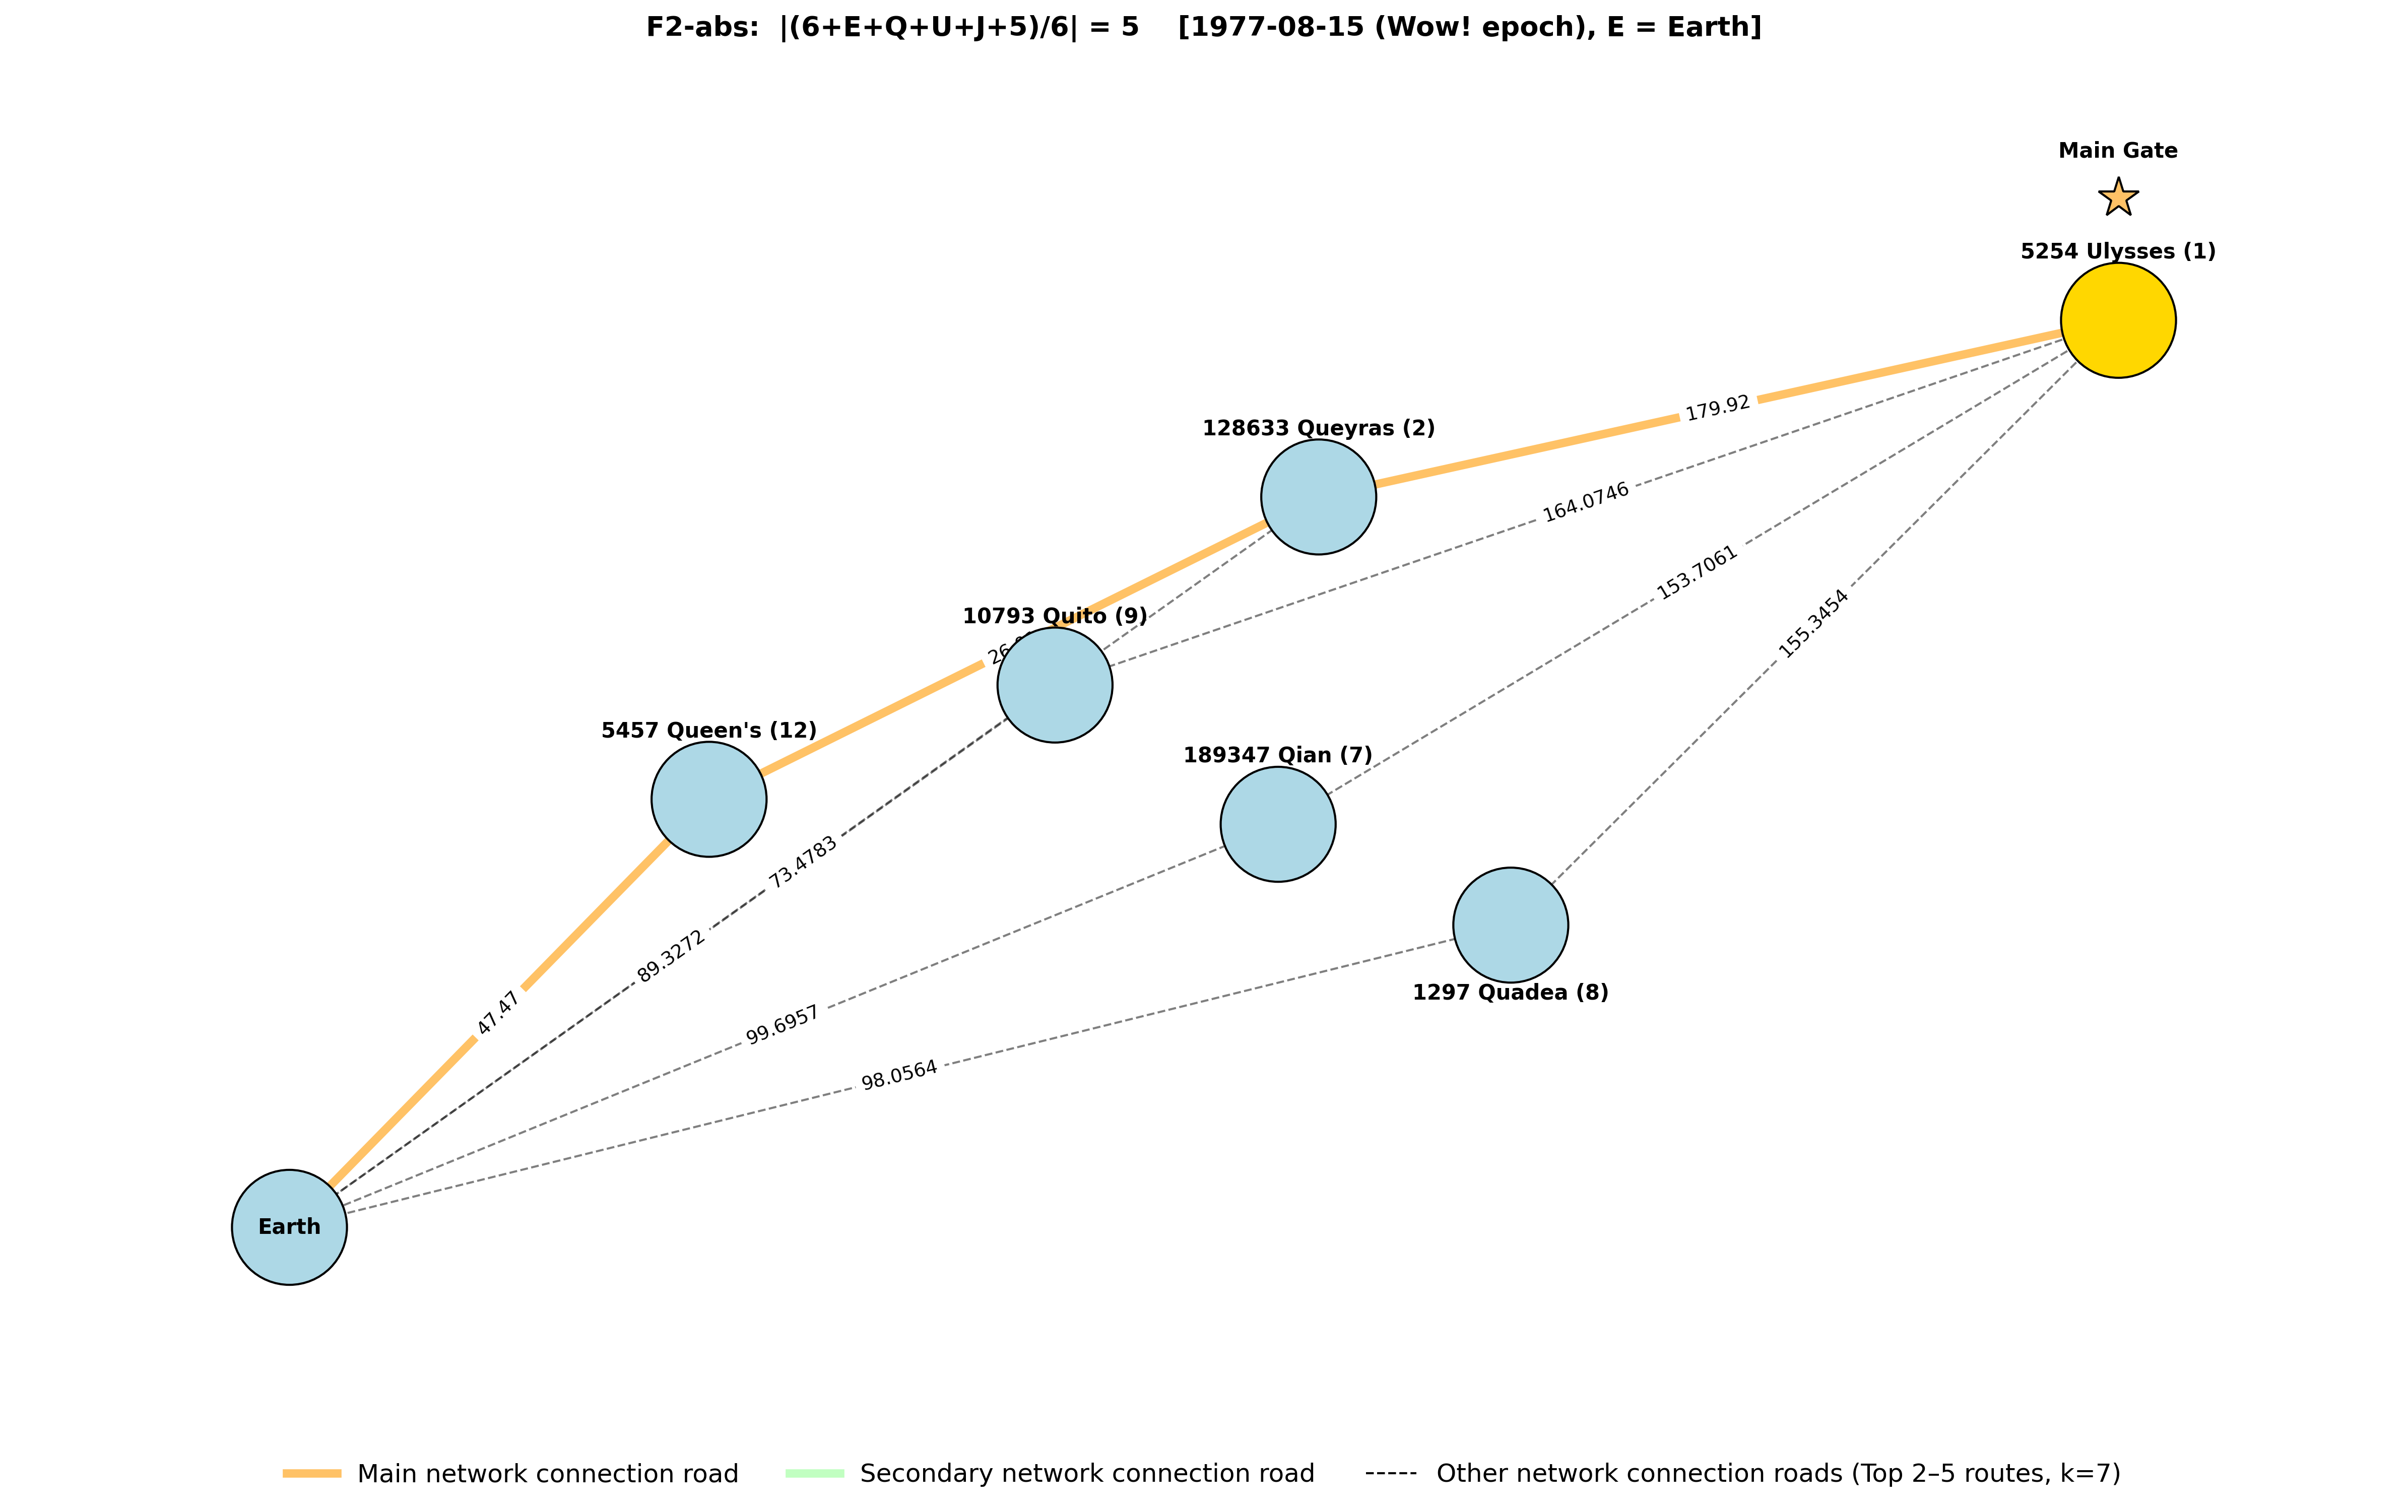 F2-abs:  |(6+E+Q+U+J+5)/6| = 5    [1977-08-15 (Wow! epoch), E = Earth]
Main Gate
5254 Ulysses (1)
179.92
128633 Queyras (2)
164.0746
153.7061
155.3454
10793 Quito (9)
5457 Queen's (12)
189347 Qian (7)
73.4783
89.3272
1297 Quadea (8)
47.47
99.6957
98.0564
Earth
Main network connection road
Secondary network connection road
Other network connection roads (Top 2–5 routes, k=7)